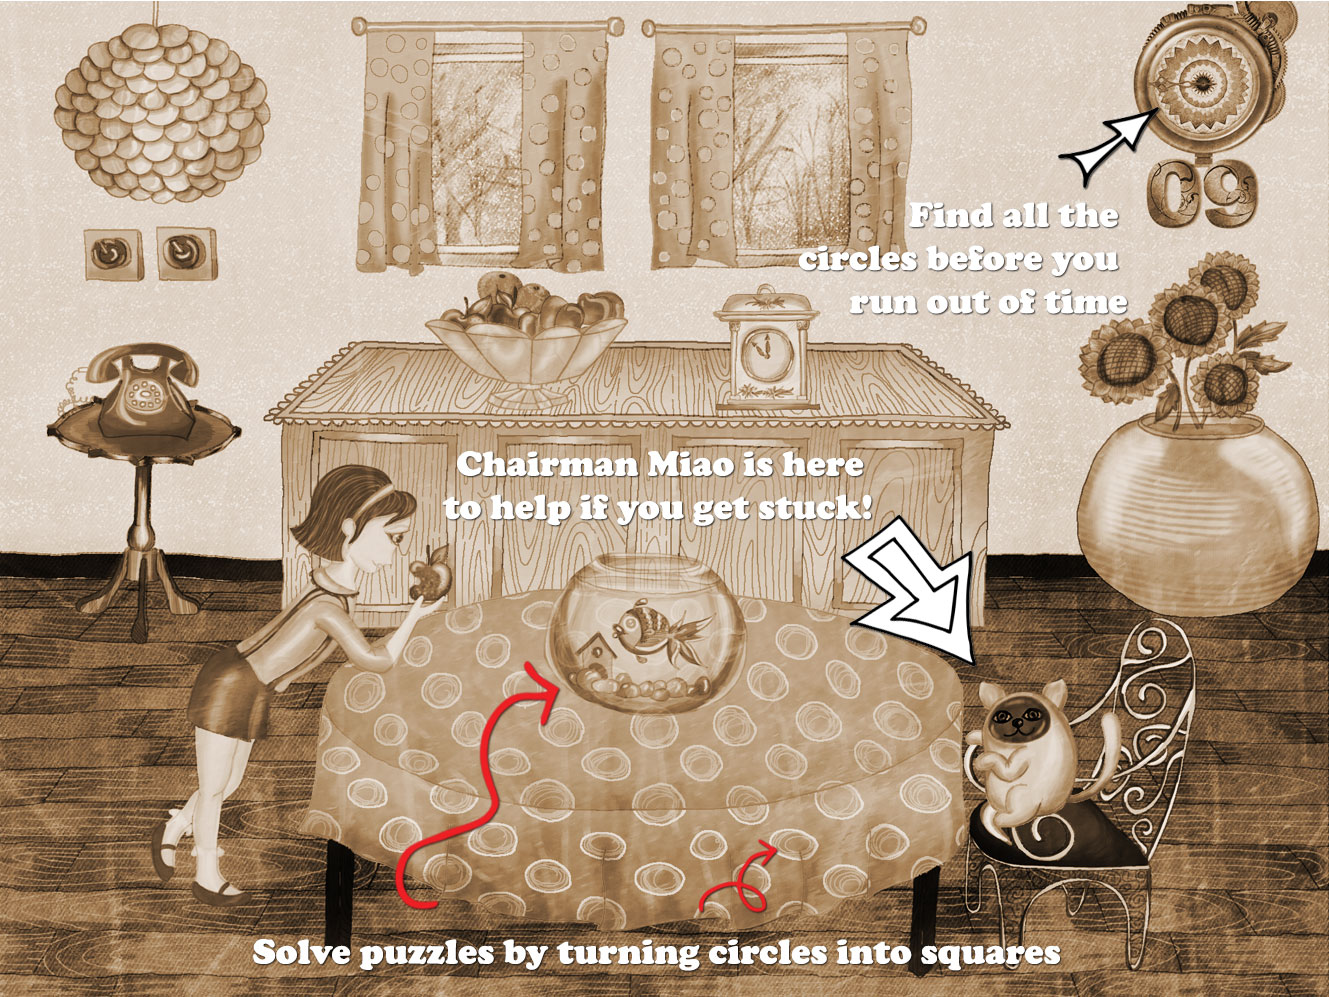 09
Find all the
circles before you
run out of time
Chairman Miao is here
to help if you get stuck!
Solve puzzles by turning circles into squares